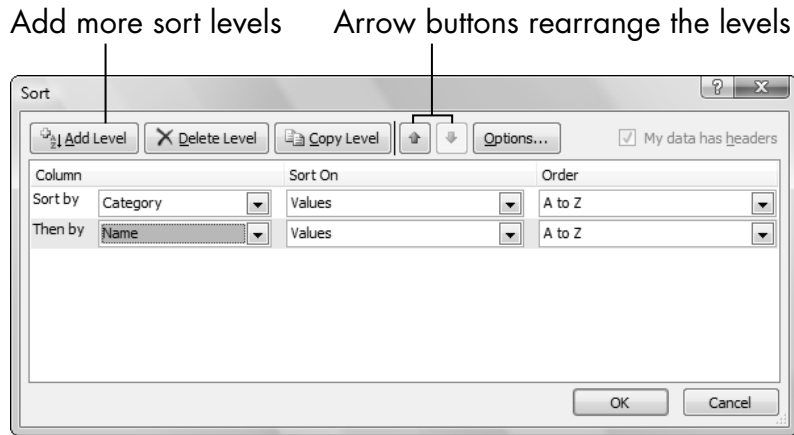 Add more sort levels Arrow buttons rearrange the levels
Sort
Add Level Delete Level Copy Level Options... My data has headers
Column Sort On Order
Sort by Category Values A to Z
Then by Name Values A to Z
OK Cancel